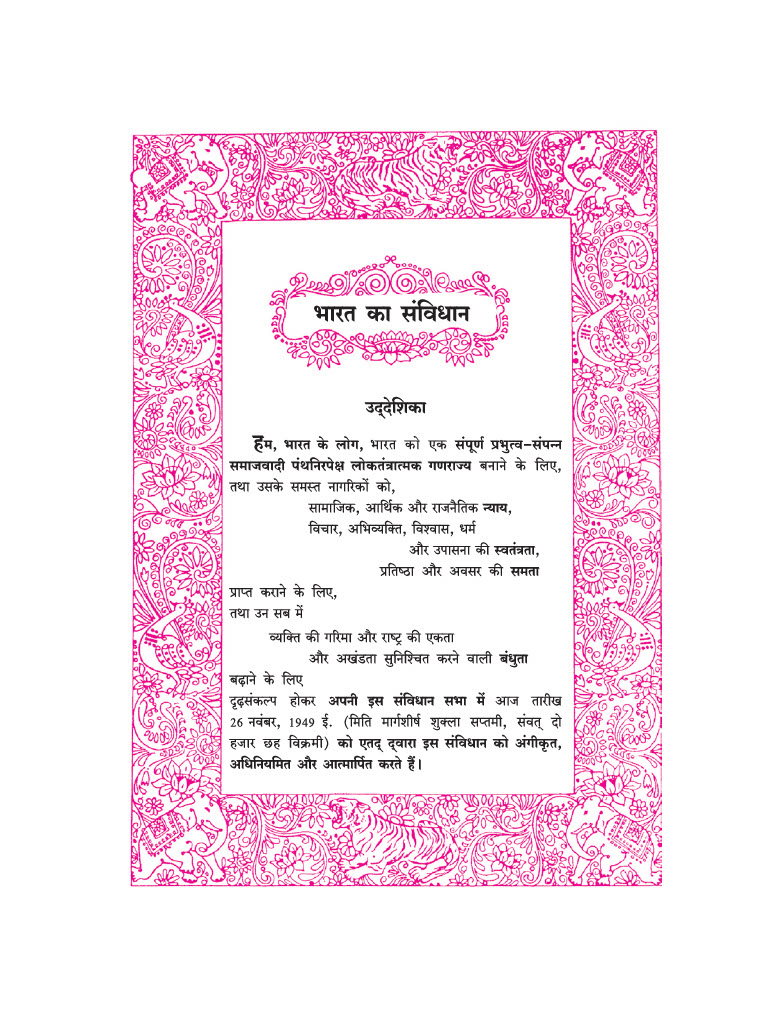 भारत का संविधान
उद्देशिका
हम, भारत के लोग, भारत को एक संपूर्ण प्रभुत्व-संपन्न
समाजवादी पंथनिरपेक्ष लोकतंत्रात्मक गणराज्य बनाने के लिए,
तथा उसके समस्त नागरिकों को,
सामाजिक, आर्थिक और राजनैतिक न्याय,
विचार, अभिव्यक्ति, विश्वास, धर्म
और उपासना की स्वतंत्रता,
प्रतिष्ठा और अवसर की समता
प्राप्त कराने के लिए,
तथा उन सब में
व्यक्ति की गरिमा और राष्ट्र की एकता
और अखंडता सुनिश्चित करने वाली बंधुता
बढ़ाने के लिए
दृढ़संकल्प होकर अपनी इस संविधान सभा में आज तारीख
26 नवंबर, 1949 ई. (मिति मार्गशीर्ष शुक्ला सप्तमी, संवत् दो
हजार छह विक्रमी) को एतद् द्वारा इस संविधान को अंगीकृत,
अधिनियमित और आत्मार्पित करते हैं।